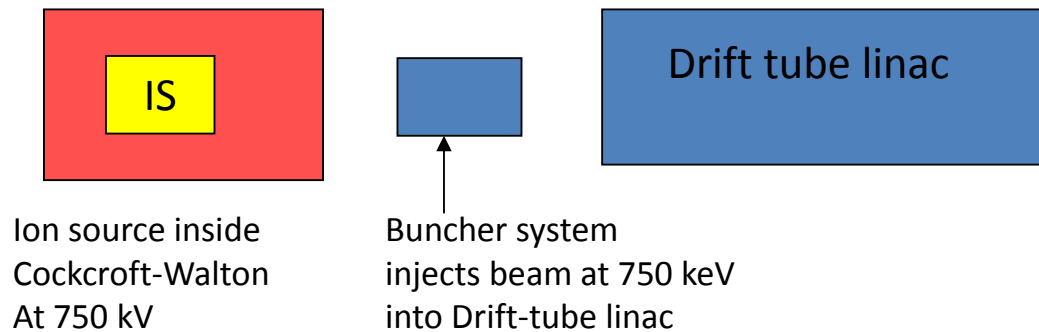 IS
Drift tube linac
Ion source inside
Cockcroft-Walton
At 750 kV
Buncher system
injects beam at 750 keV
into Drift-tube linac